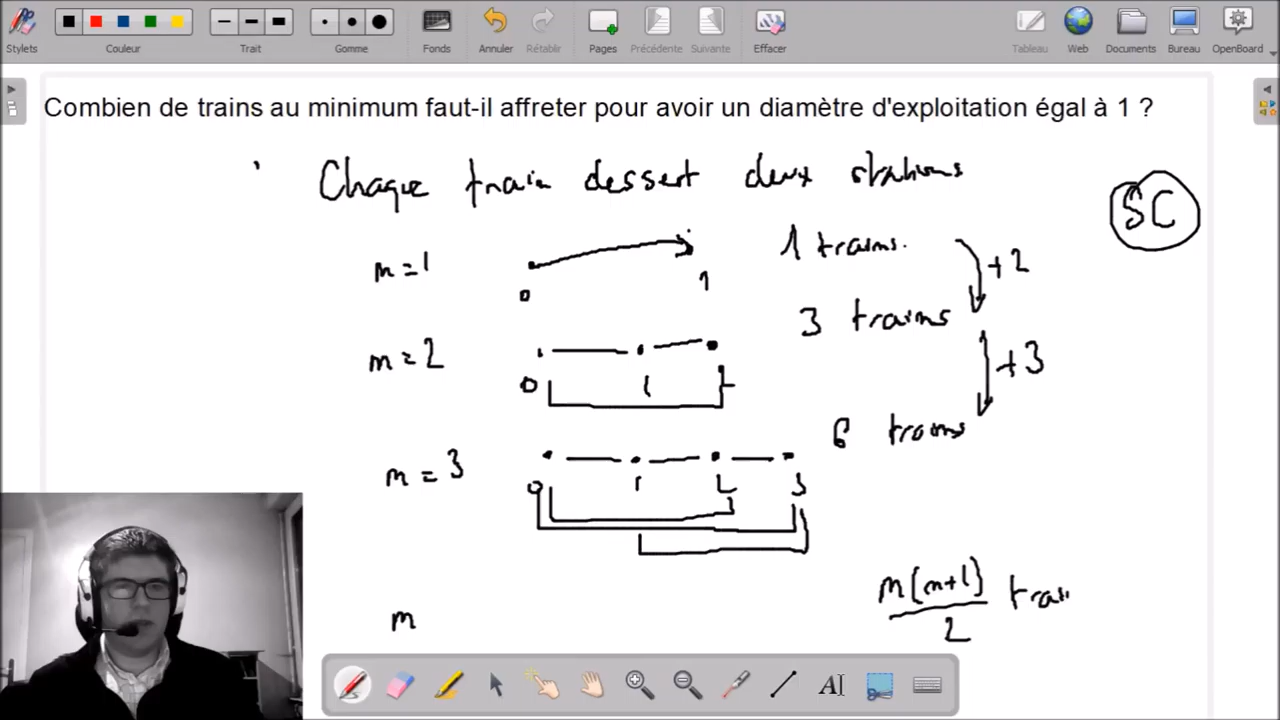 Stylets
Couleur
Trait
Gomme
Fonds
Annuler
Rétablir
Pages
Précédente
Suivante
Effacer
Tableau
Web
Documents
Bureau
OpenBoard
Combien de trains au minimum faut-il affreter pour avoir un diamètre d'exploitation égal à 1 ?
Chaque train dessert deux stations
SC
m = 1
0 1
1 trains.
+2
m = 2
0 1 2
3 trains
+3
m = 3
0 1 2 3
6 trains
m
m(m+1)
2
trai
AI